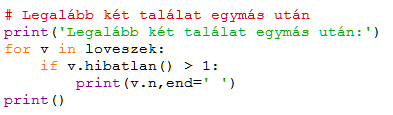 # Legalább két találat egymás után
print('Legalább két találat egymás után:')
for v in loveszek:
    if v.hibatlan() > 1:
        print(v.n,end=' ')
print()